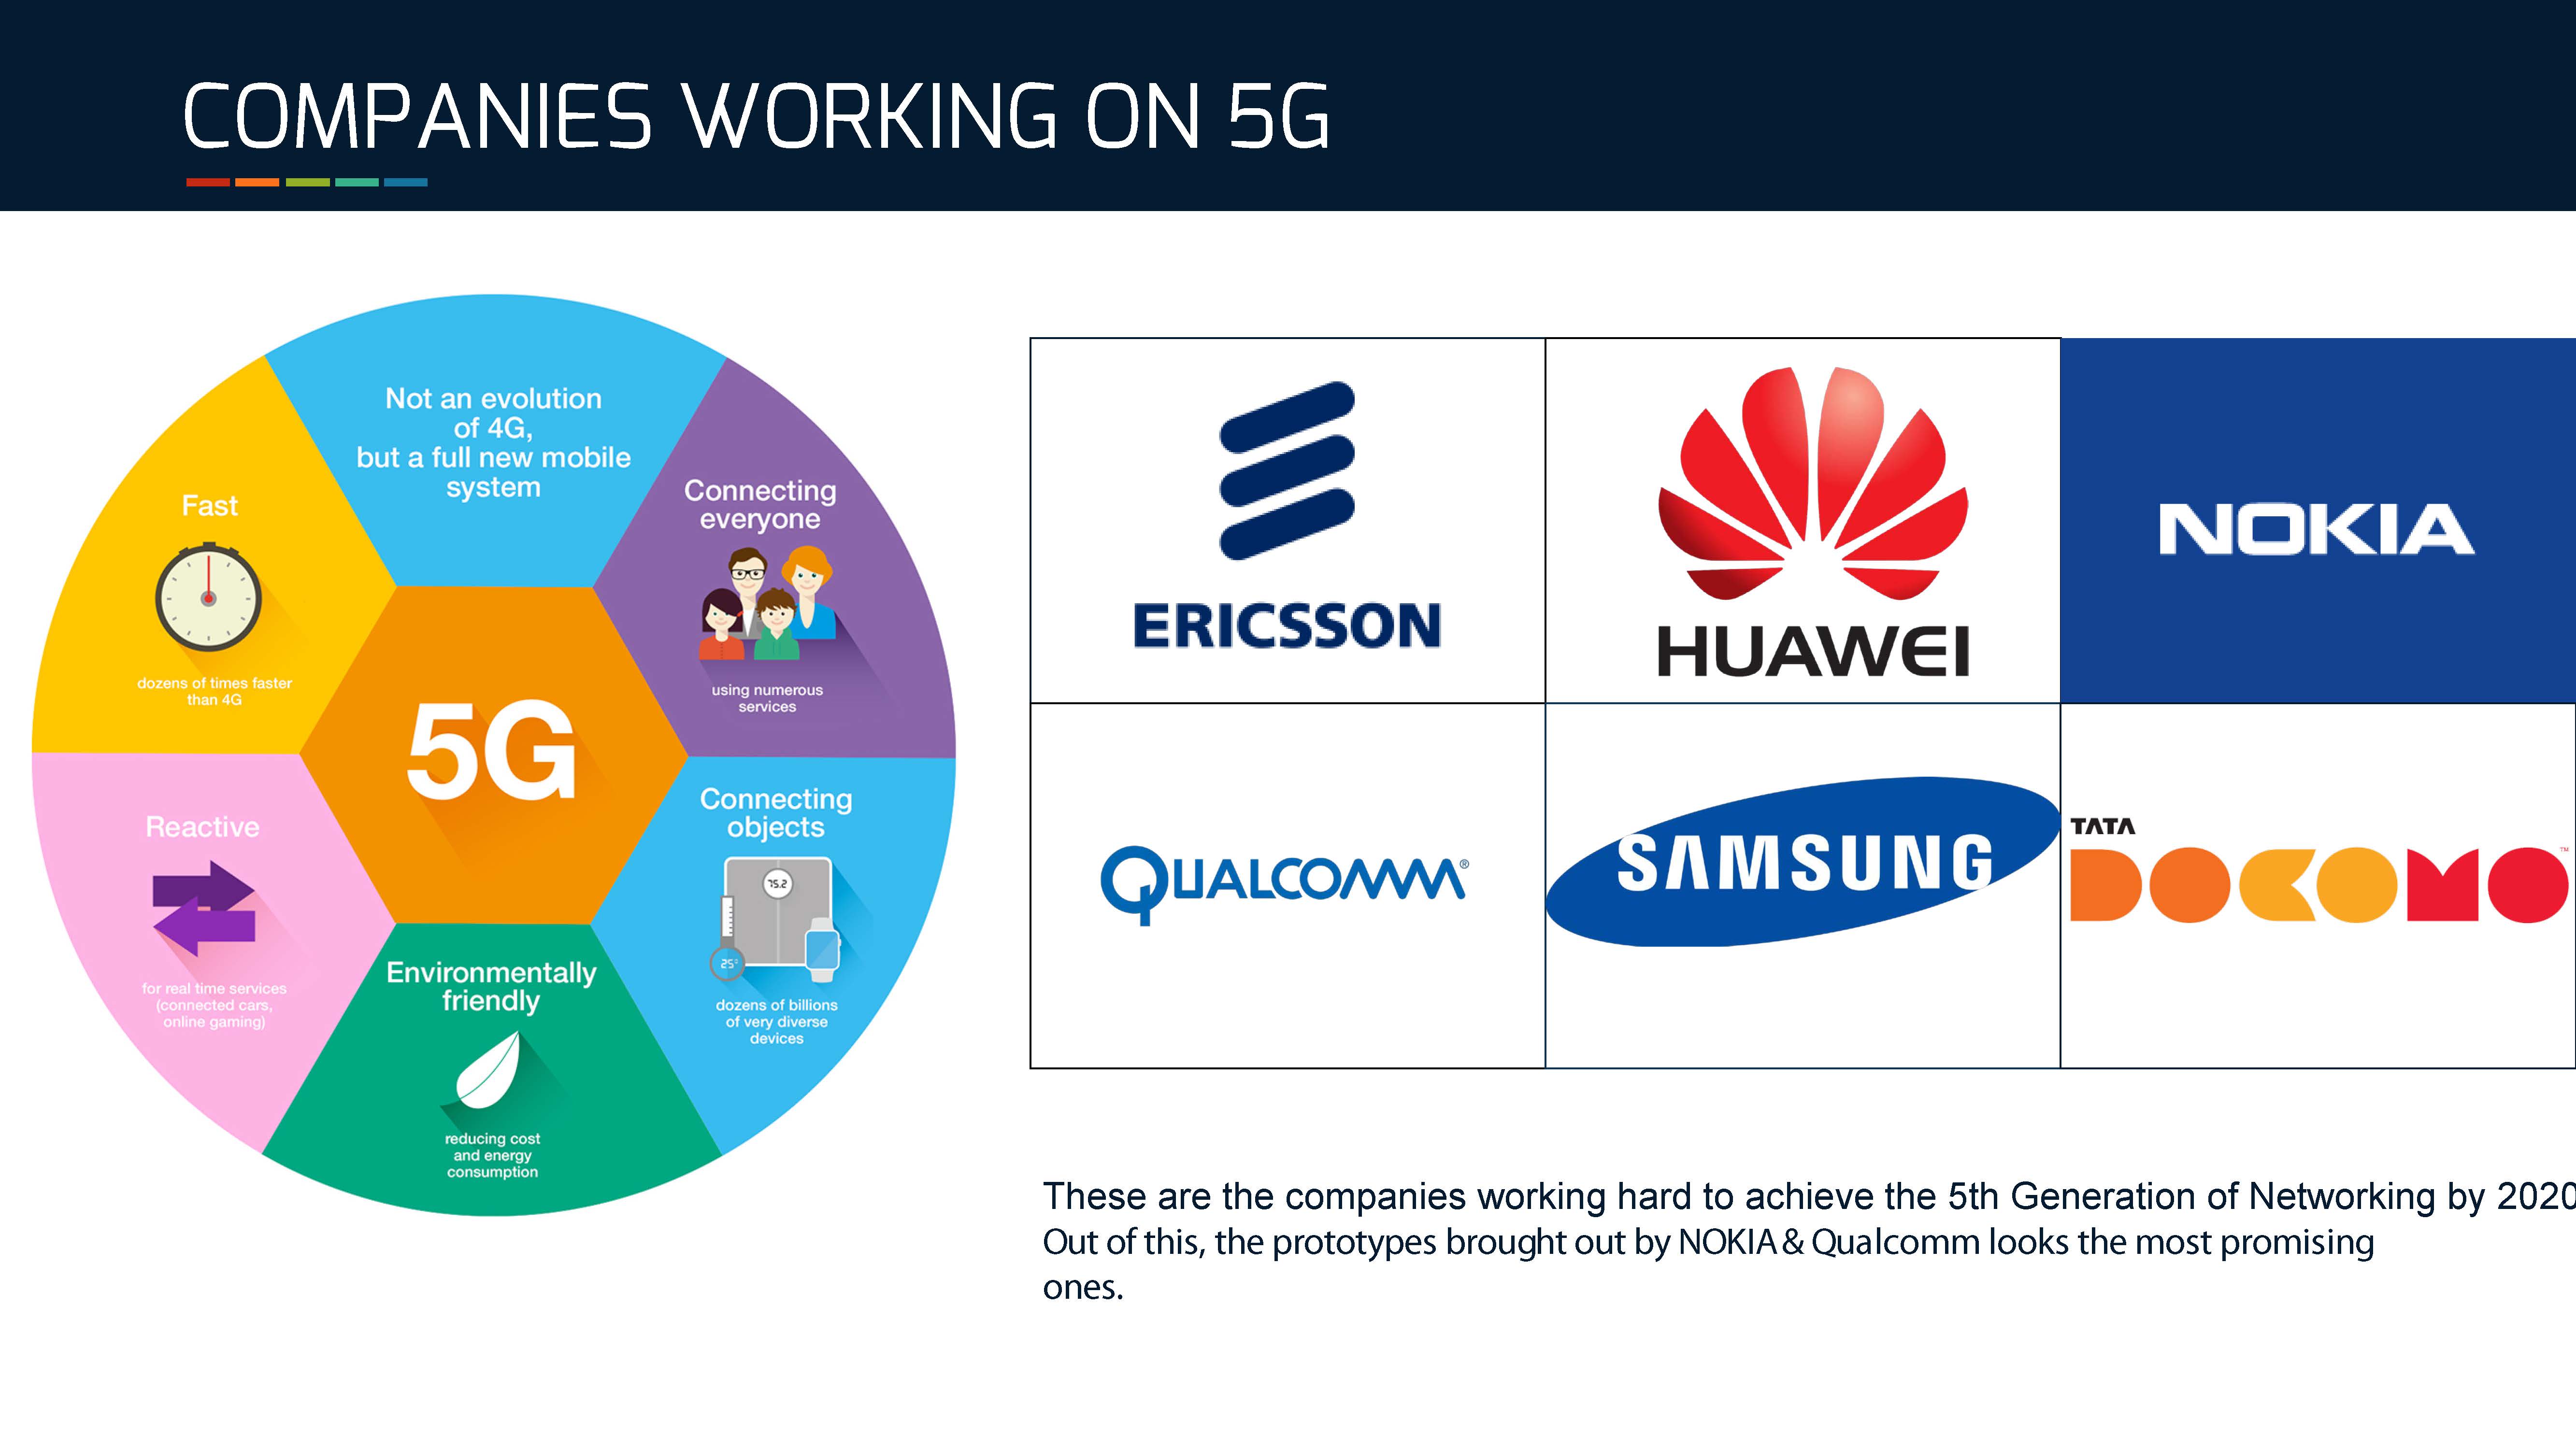 COMPANIES WORKING ON 5G
Not an evolution
of 4G,
but a full new mobile
system
Connecting
everyone
using numerous
services
Connecting
objects
75.2
25°
dozens of billions
of very diverse
devices
Environmentally
friendly
reducing cost
and energy
consumption
Reactive
for real time services
(connected cars,
online gaming)
Fast
dozens of times faster
than 4G
5G
ERICSSON
HUAWEI
NOKIA
QUALCOMM®
SAMSUNG
TATA
DOCOMO™
These are the companies working hard to achieve the 5th Generation of Networking by 2020
Out of this, the prototypes brought out by NOKIA & Qualcomm looks the most promising
ones.